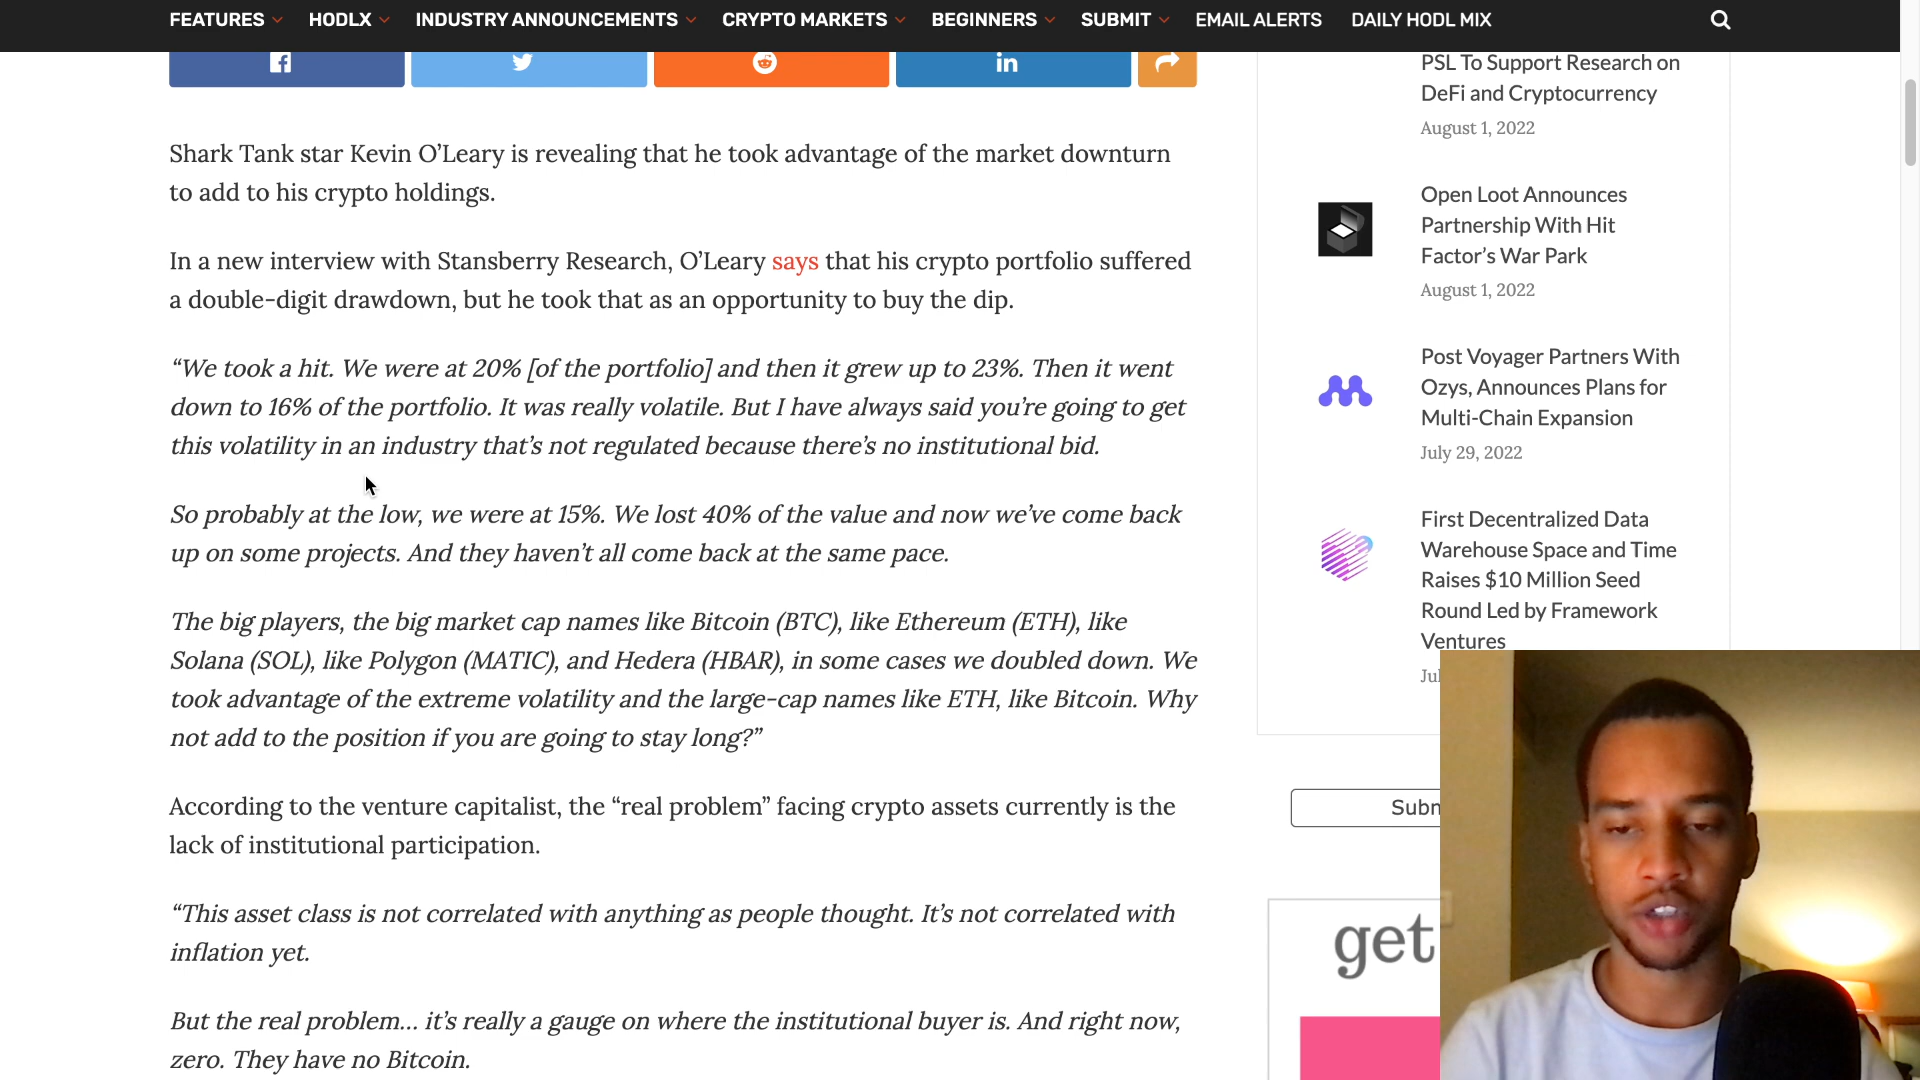 FEATURES HODLX INDUSTRY ANNOUNCEMENTS CRYPTO MARKETS BEGINNERS SUBMIT EMAIL ALERTS DAILY HODL MIX
Shark Tank star Kevin O’Leary is revealing that he took advantage of the market downturn
to add to his crypto holdings.
In a new interview with Stansberry Research, O’Leary says that his crypto portfolio suffered
a double-digit drawdown, but he took that as an opportunity to buy the dip.
“We took a hit. We were at 20% [of the portfolio] and then it grew up to 23%. Then it went
down to 16% of the portfolio. It was really volatile. But I have always said you’re going to get
this volatility in an industry that’s not regulated because there’s no institutional bid.
So probably at the low, we were at 15%. We lost 40% of the value and now we’ve come back
up on some projects. And they haven’t all come back at the same pace.
The big players, the big market cap names like Bitcoin (BTC), like Ethereum (ETH), like
Solana (SOL), like Polygon (MATIC), and Hedera (HBAR), in some cases we doubled down. We
took advantage of the extreme volatility and the large-cap names like ETH, like Bitcoin. Why
not add to the position if you are going to stay long?”
According to the venture capitalist, the “real problem” facing crypto assets currently is the
lack of institutional participation.
“This asset class is not correlated with anything as people thought. It’s not correlated with
inflation yet.
But the real problem… it’s really a gauge on where the institutional buyer is. And right now,
zero. They have no Bitcoin.
PSL To Support Research on
DeFi and Cryptocurrency
August 1, 2022
Open Loot Announces
Partnership With Hit
Factor’s War Park
August 1, 2022
Post Voyager Partners With
Ozys, Announces Plans for
Multi-Chain Expansion
July 29, 2022
First Decentralized Data
Warehouse Space and Time
Raises $10 Million Seed
Round Led by Framework
Ventures
Jul
Subm
get